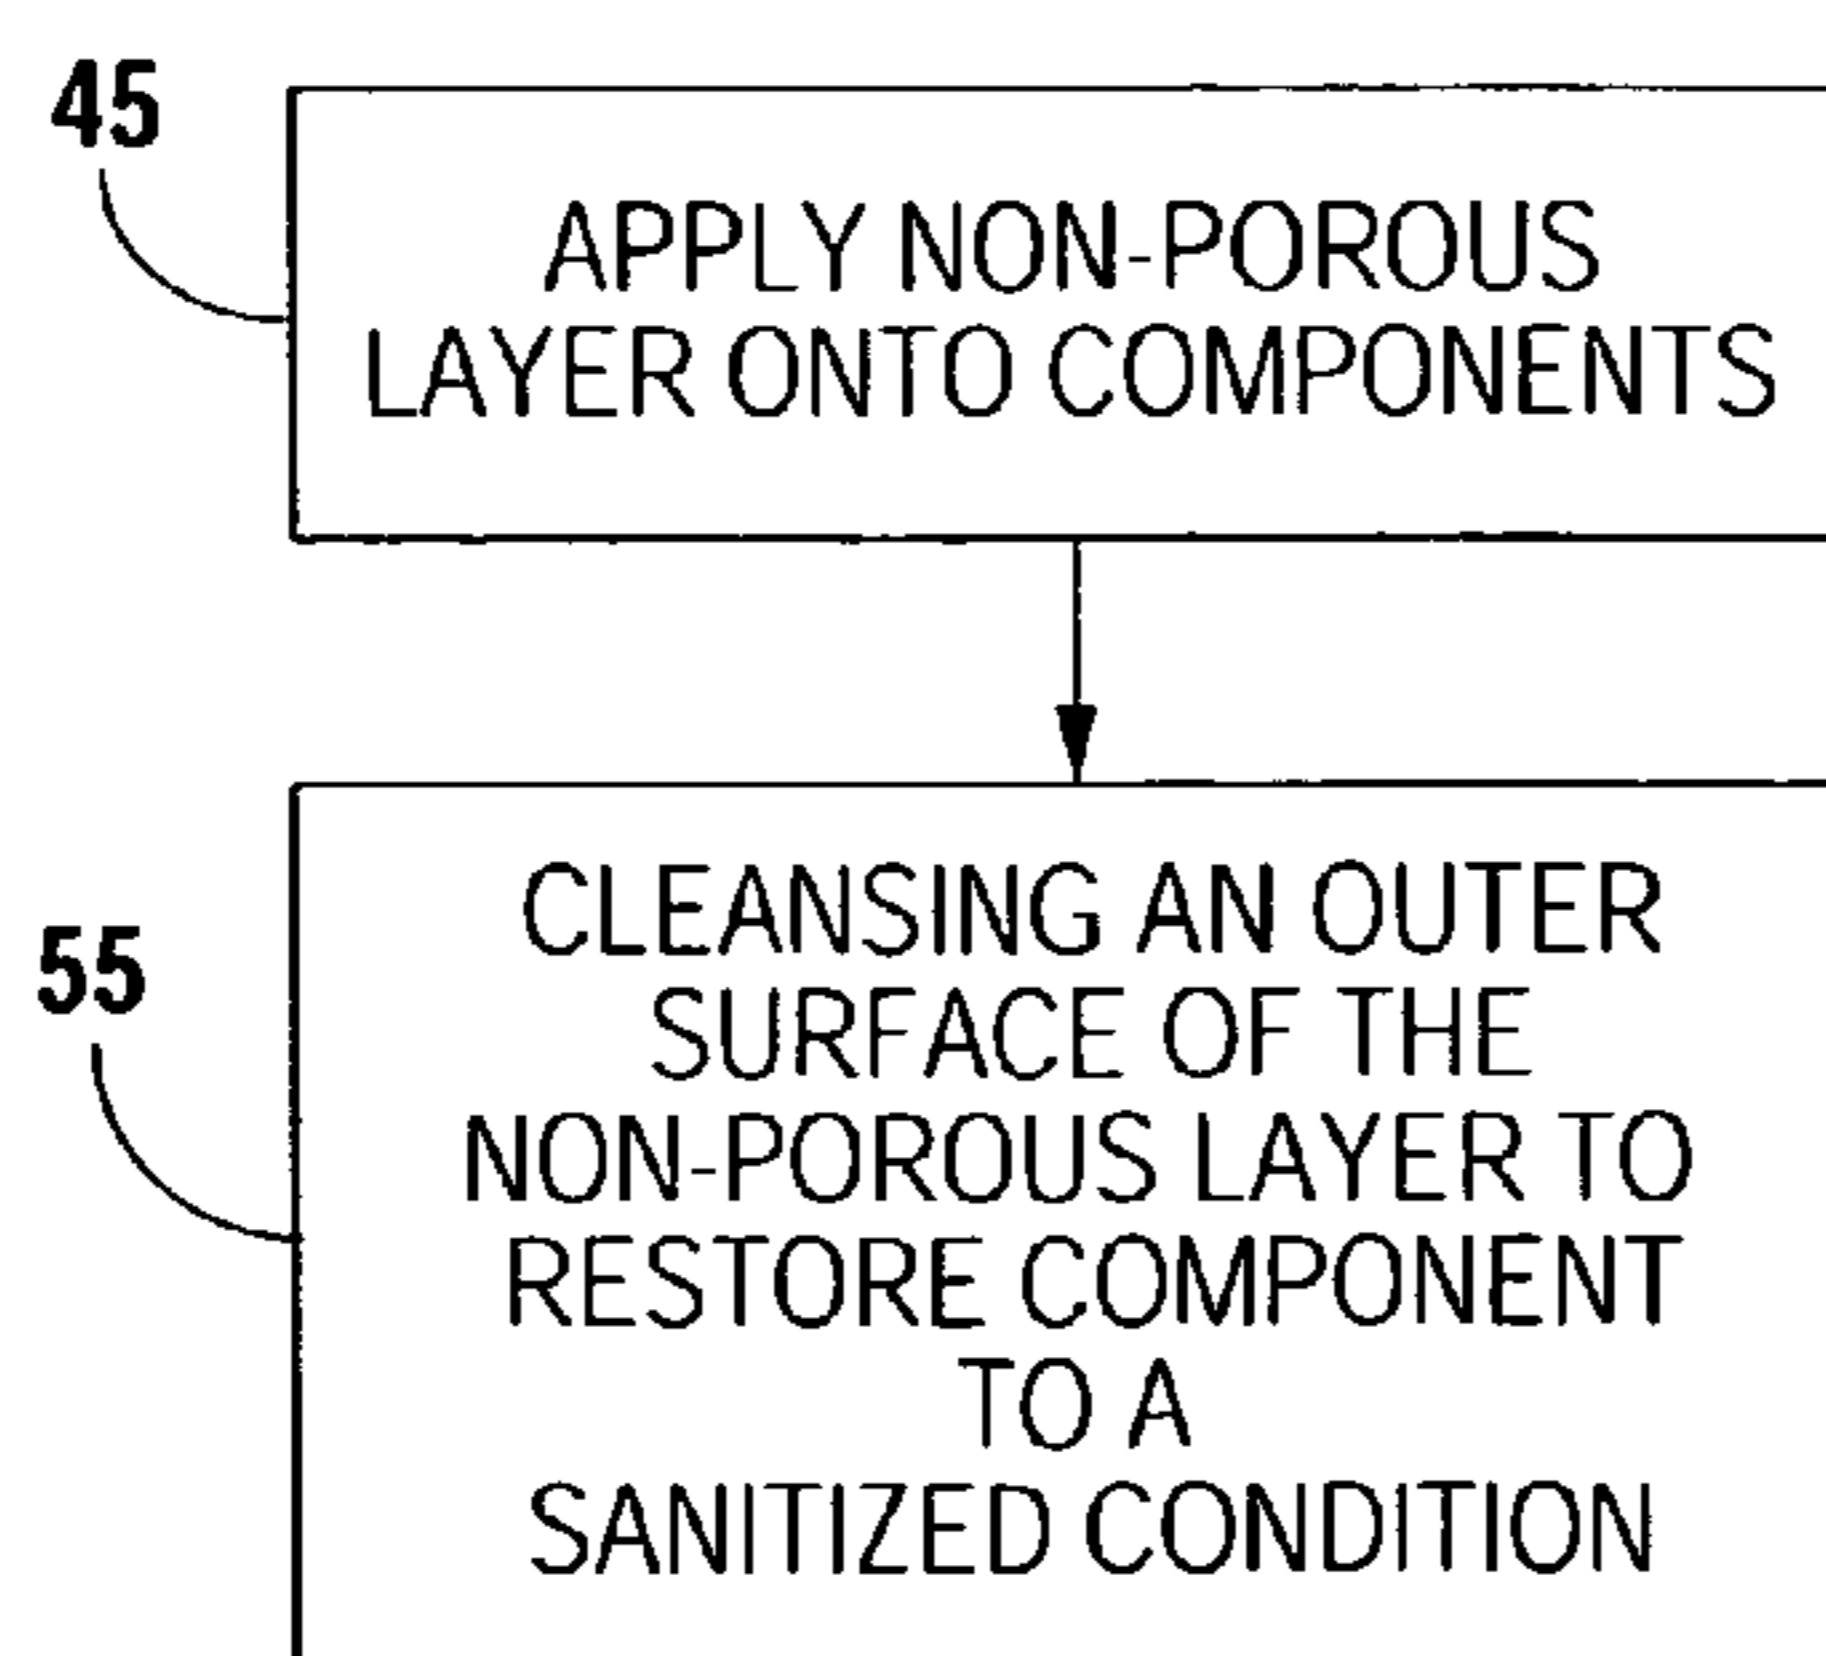 45
APPLY NON-POROUS
LAYER ONTO COMPONENTS
55
CLEANSING AN OUTER
SURFACE OF THE
NON-POROUS LAYER TO
RESTORE COMPONENT
TO A
SANITIZED CONDITION